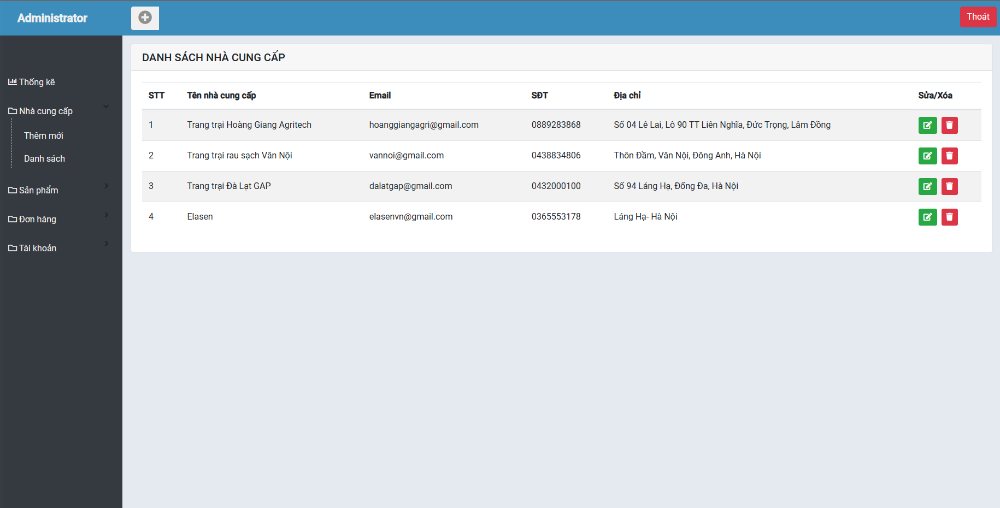 Administrator
Thoát
Thống kê
Nhà cung cấp
Thêm mới
Danh sách
Sản phẩm
Đơn hàng
Tài khoản
DANH SÁCH NHÀ CUNG CẤP
STT Tên nhà cung cấp Email SĐT Địa chỉ Sửa/Xóa
1 Trang trại Hoàng Giang Agritech hoanggiangagri@gmail.com 0889283868 Số 04 Lê Lai, Lô 90 TT Liên Nghĩa, Đức Trọng, Lâm Đồng
2 Trang trại rau sạch Vân Nội vannoi@gmail.com 0438834806 Thôn Đầm, Vân Nội, Đông Anh, Hà Nội
3 Trang trại Đà Lạt GAP dalatgap@gmail.com 0432000100 Số 94 Láng Hạ, Đống Đa, Hà Nội
4 Elasen elasenvn@gmail.com 0365553178 Láng Hạ- Hà Nội